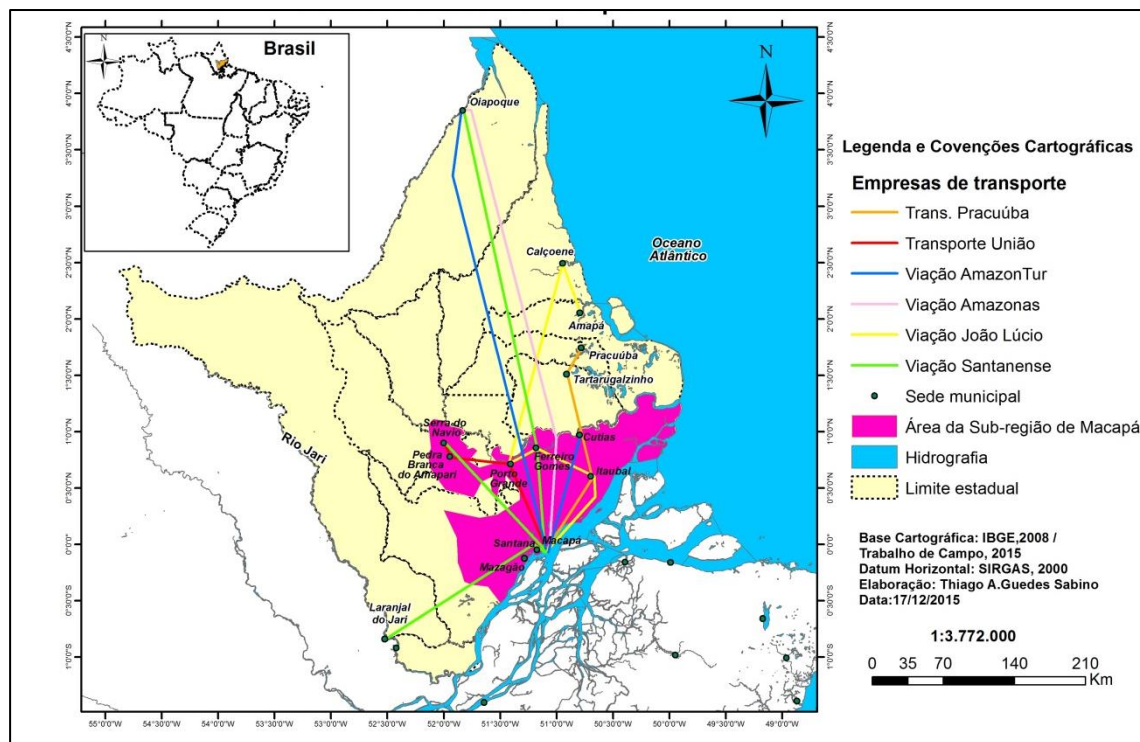 Brasil
N
N
4°30'0"N
4°0'0"N
3°30'0"N
3°0'0"N
2°30'0"N
2°0'0"N
1°10'0"N
1°0'0"N
0°30'0"N
0°0'0"
0°30'0"S
1°0'0"S
55°0'0"W
54°30'0"W
54°0'0"W
53°30'0"W
53°0'0"W
52°30'0"W
52°0'0"W
51°30'0"W
51°0'0"W
50°30'0"W
50°0'0"W
49°30'0"W
49°0'0"W
Oiapoque
Calçoene
Oceano
Atlântico
Amapá
Pracuúba
Tartarugalzinho
Serra do
Navio
Pedra
Branca
do Amapari
Porto
Grande
Ferreiro
Gomes
Cutias
Itaubal
Rio Jari
Santana
Macapá
Mazagão
Laranjal
do Jari
Legenda e Covenções Cartográficas
Empresas de transporte
Trans. Pracuúba
Transporte União
Viação AmazonTur
Viação Amazonas
Viação João Lúcio
Viação Santanense
Sede municipal
Área da Sub-região de Macapá
Hidrografia
Limite estadual
Base Cartográfica: IBGE,2008 /
Trabalho de Campo, 2015
Datum Horizontal: SIRGAS, 2000
Elaboração: Thiago A.Guedes Sabino
Data:17/12/2015
1:3.772.000
0 35 70 140 210
Km